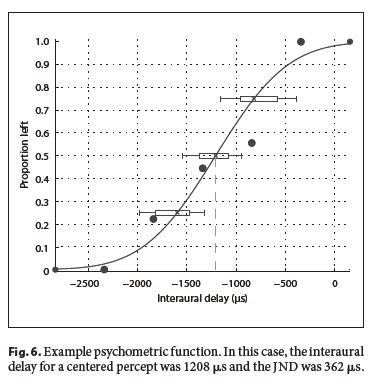 1.0
0.9
0.8
0.7
0.6
0.5
0.4
0.3
0.2
0.1
0
Proportion left
−2500 −2000 −1500 −1000 −500 0
Interaural delay (μs)
Fig. 6. Example psychometric function. In this case, the interaural
delay for a centered percept was 1208 μs and the JND was 362 μs.